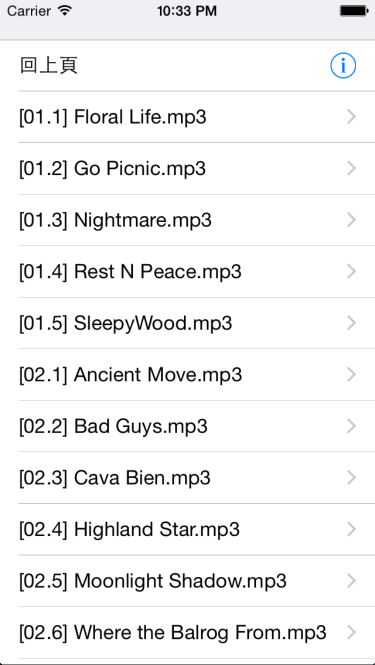 Carrier 10:33 PM
回上頁 i
[01.1] Floral Life.mp3
[01.2] Go Picnic.mp3
[01.3] Nightmare.mp3
[01.4] Rest N Peace.mp3
[01.5] SleepyWood.mp3
[02.1] Ancient Move.mp3
[02.2] Bad Guys.mp3
[02.3] Cava Bien.mp3
[02.4] Highland Star.mp3
[02.5] Moonlight Shadow.mp3
[02.6] Where the Balrog From.mp3